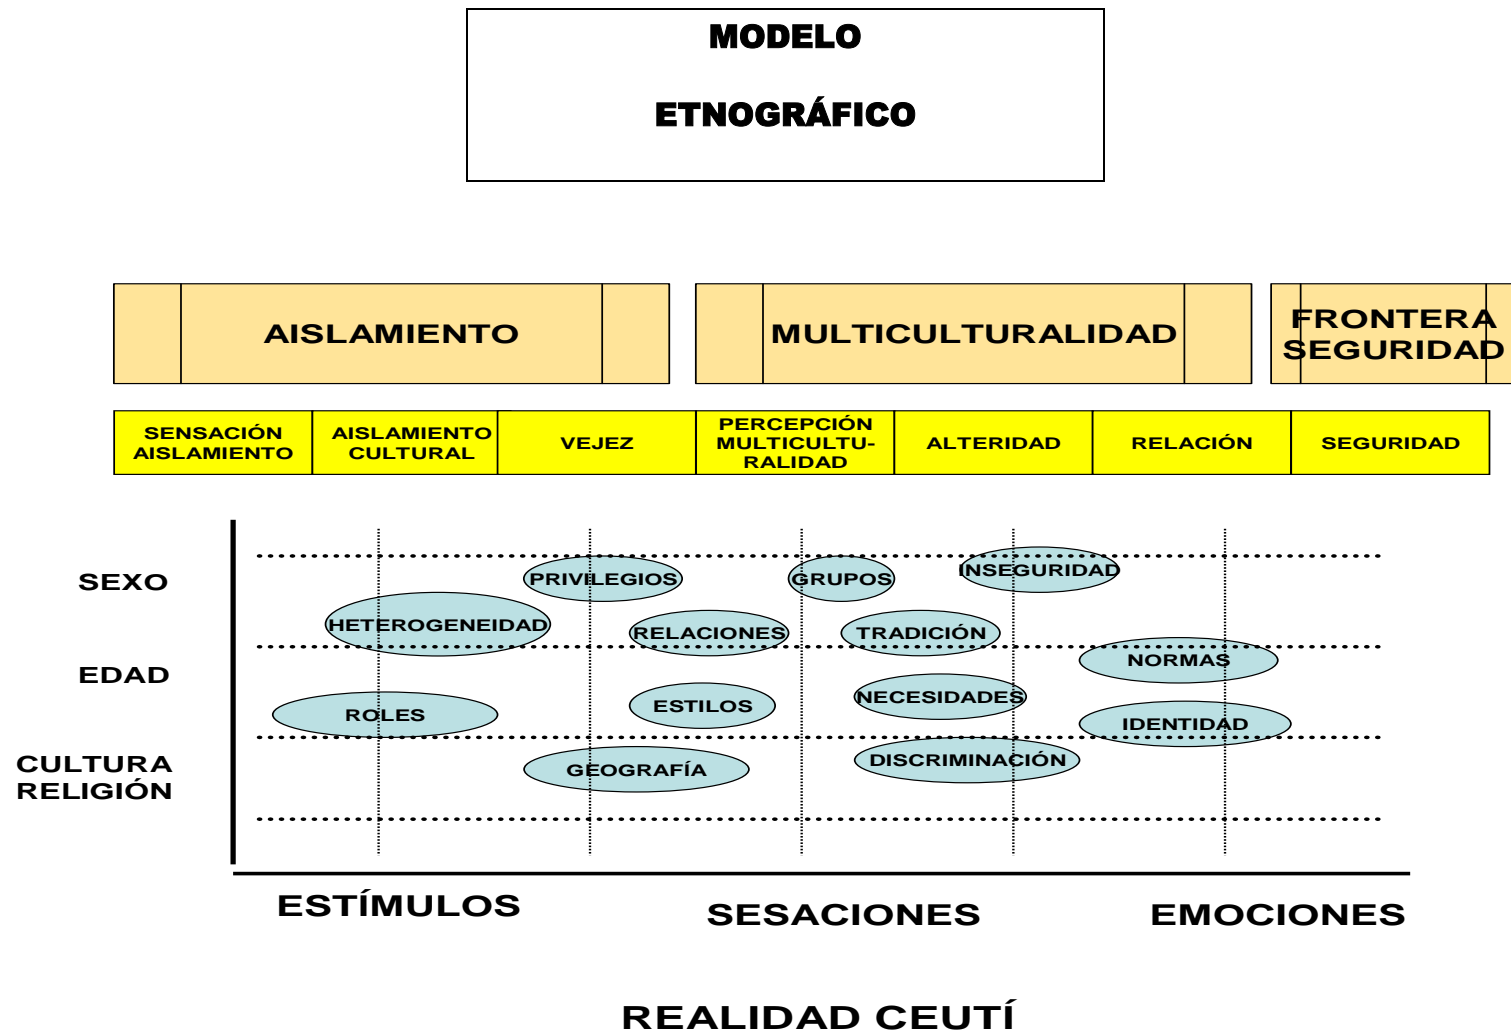 MODELO
ETNOGRÁFICO
AISLAMIENTO
MULTICULTURALIDAD
FRONTERA
SEGURIDAD
SENSACIÓN
AISLAMIENTO
AISLAMIENTO
CULTURAL
VEJEZ
PERCEPCIÓN
MULTICULTU-
RALIDAD
ALTERIDAD
RELACIÓN
SEGURIDAD
SEXO
EDAD
CULTURA
RELIGIÓN
PRIVILEGIOS
GRUPOS
INSEGURIDAD
HETEROGENEIDAD
RELACIONES
TRADICIÓN
NORMAS
ROLES
ESTILOS
NECESIDADES
IDENTIDAD
GEOGRAFÍA
DISCRIMINACIÓN
ESTÍMULOS
SESACIONES
EMOCIONES
REALIDAD CEUTÍ